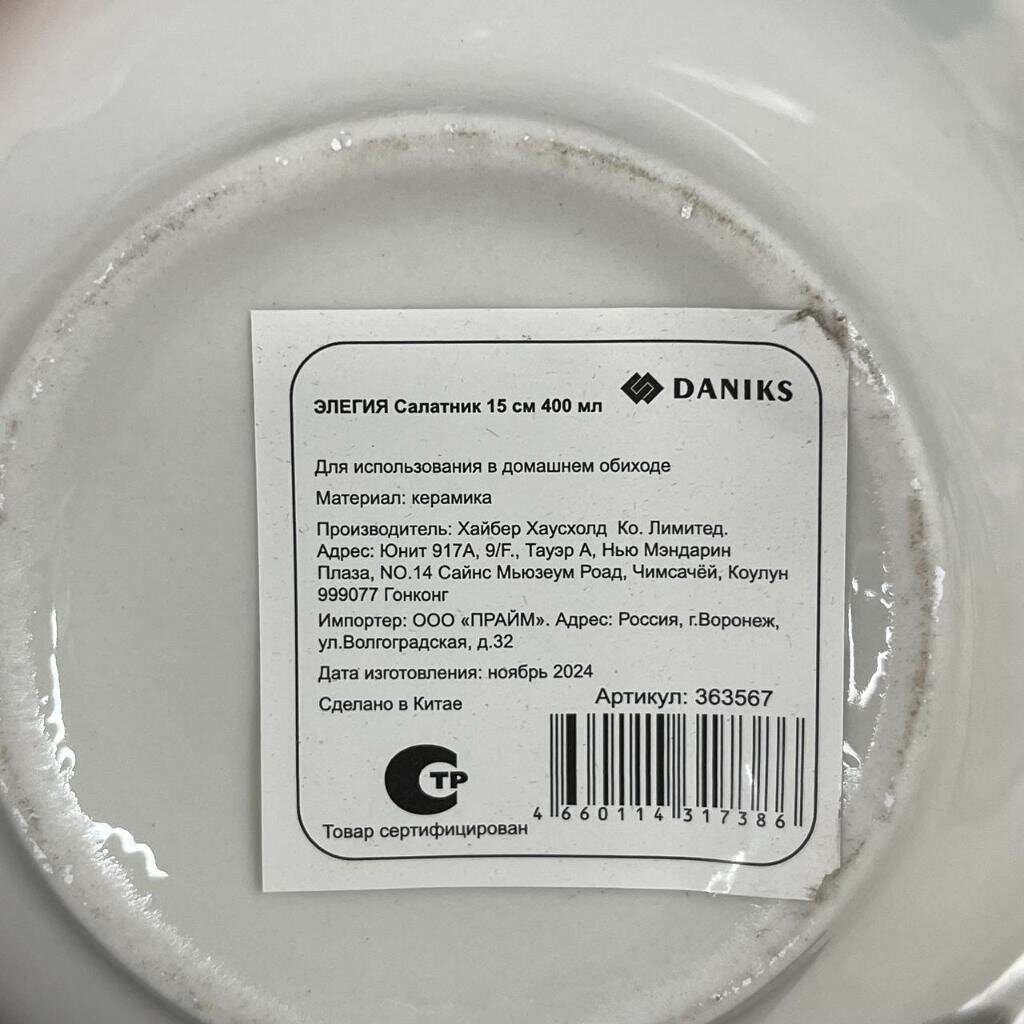 DANIKS
ЭЛЕГИЯ Салатник 15 см 400 мл
Для использования в домашнем обиходе
Материал: керамика
Производитель: Хайбер Хаусхолд Ко. Лимитед.
Адрес: Юнит 917А, 9/F., Тауэр А, Нью Мэндарин
Плаза, NO.14 Сайнс Мьюзеум Роад, Чимсачёй, Коулун
999077 Гонконг
Импортер: ООО «ПРАЙМ». Адрес: Россия, г.Воронеж,
ул.Волгоградская, д.32
Дата изготовления: ноябрь 2024
Сделано в Китае
Артикул: 363567
ТР
Товар сертифицирован
4 660114 317386